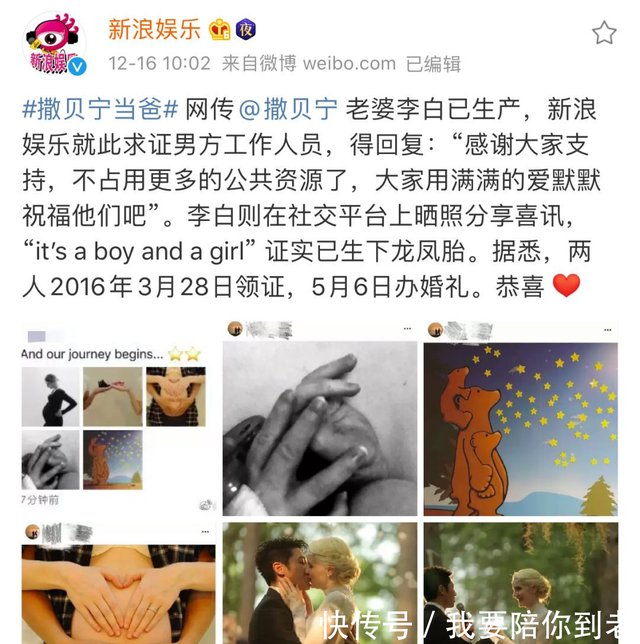 新浪娱乐 夜
新浪娱乐
12-16 10:02 来自微博 weibo.com 已编辑
#撒贝宁当爸# 网传@撒贝宁 老婆李白已生产，新浪
娱乐就此求证男方工作人员，得回复：“感谢大家支
持，不占用更多的公共资源了，大家用满满的爱默默
祝福他们吧”。李白则在社交平台上晒照分享喜讯，
“it’s a boy and a girl” 证实已生下龙凤胎。据悉，两
人2016年3月28日领证，5月6日办婚礼。恭喜
And our journey begins...
7分钟前
快传号/我要陪你到老